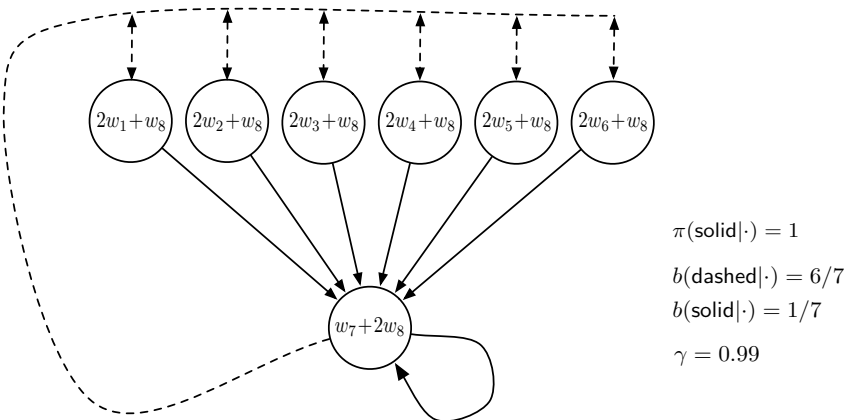 2w₁+w₈ 2w₂+w₈ 2w₃+w₈ 2w₄+w₈ 2w₅+w₈ 2w₆+w₈
π(solid|·) = 1
b(dashed|·) = 6/7
b(solid|·) = 1/7
w₇+2w₈
γ = 0.99